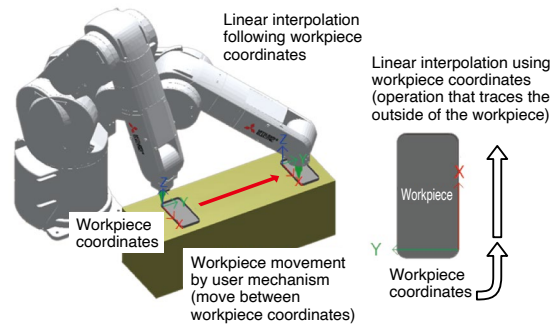 Linear interpolation
following workpiece
coordinates
Linear interpolation using
workpiece coordinates
(operation that traces the
outside of the workpiece)
Z
Y
X
Z
Y
X
Workpiece
X
Y
Workpiece
coordinates
Workpiece
coordinates
Workpiece movement
by user mechanism
(move between
workpiece coordinates)